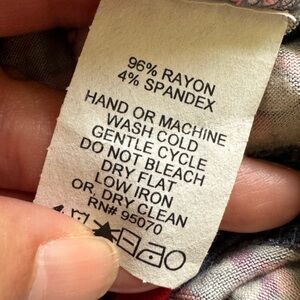 96% RAYON
4% SPANDEX
HAND OR MACHINE
WASH COLD
GENTLE CYCLE
DO NOT BLEACH
DRY FLAT
LOW IRON
OR, DRY CLEAN
RN# 95070